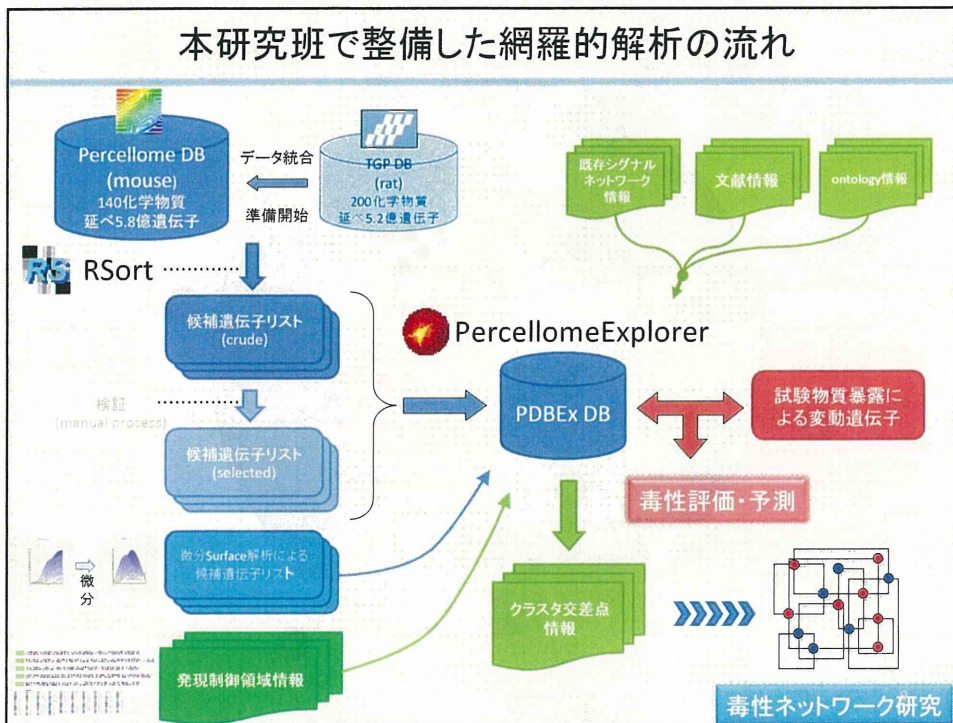 本研究班で整備した網羅的解析の流れ
Percellome DB
(mouse)
140化学物質
延べ5.8億遺伝子
データ統合
準備開始
TGP DB
(rat)
200化学物質
延べ5.2億遺伝子
既存シグナル
ネットワーク
情報
文献情報
ontology情報
RS
RSort
候補遺伝子リスト
(crude)
PercellomeExplorer
検証
(manual process)
候補遺伝子リスト
(selected)
PDBEx DB
試験物質暴露に
よる変動遺伝子
毒性評価・予測
微分
微分Surface解析による
候補遺伝子リスト
クラスタ交差点
情報
発現制御領域情報
毒性ネットワーク研究